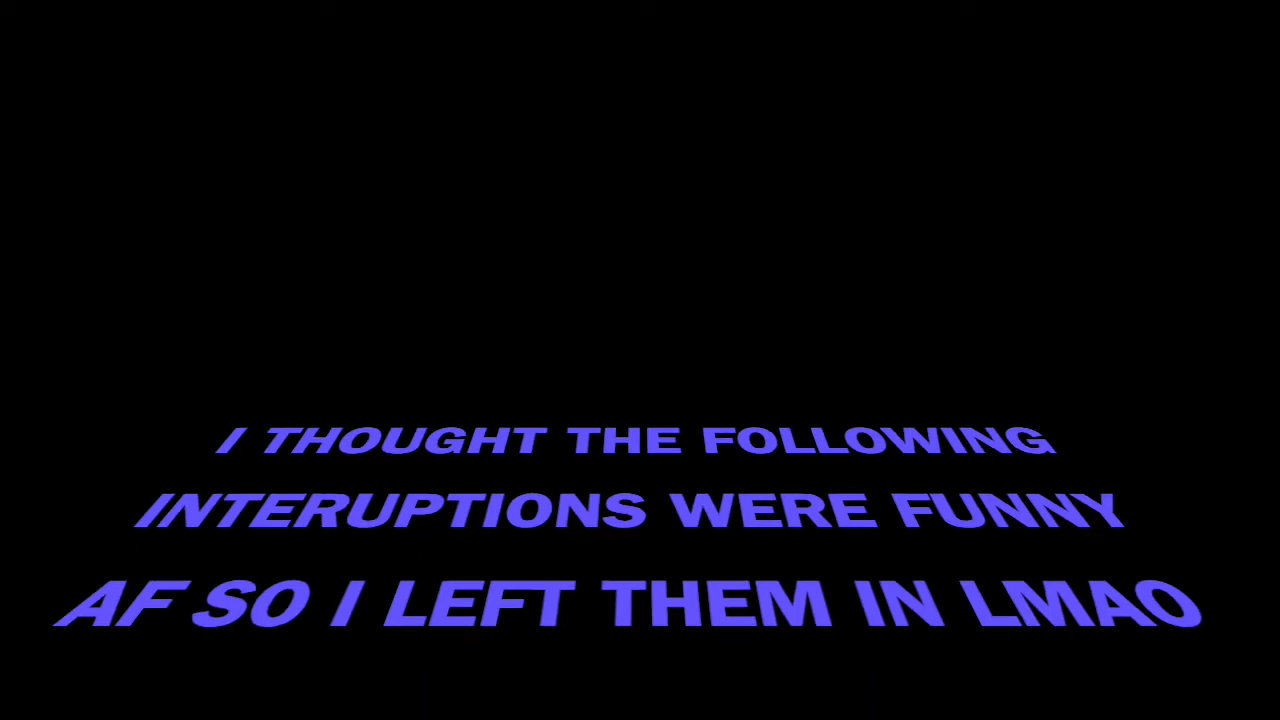 I THOUGHT THE FOLLOWING
INTERUPTIONS WERE FUNNY
AF SO I LEFT THEM IN LMAO